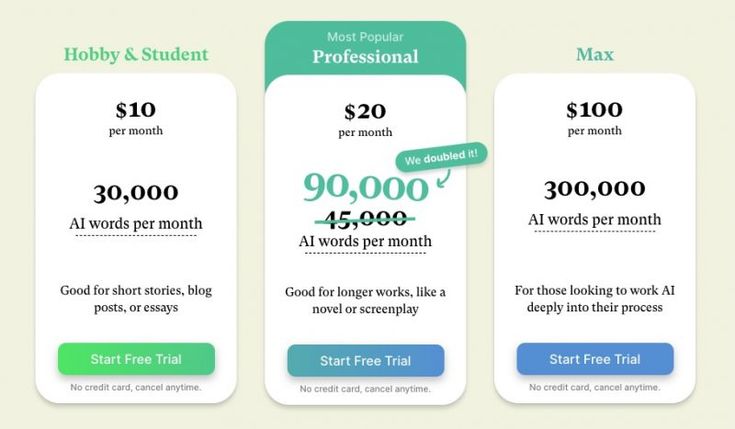 Hobby & Student
$10
per month
30,000
AI words per month
Good for short stories, blog
posts, or essays
Start Free Trial
No credit card, cancel anytime.
Most Popular
Professional
$20
per month
We doubled it!
90,000
45,000
AI words per month
Good for longer works, like a
novel or screenplay
Start Free Trial
No credit card, cancel anytime.
Max
$100
per month
300,000
AI words per month
For those looking to work AI
deeply into their process
Start Free Trial
No credit card, cancel anytime.